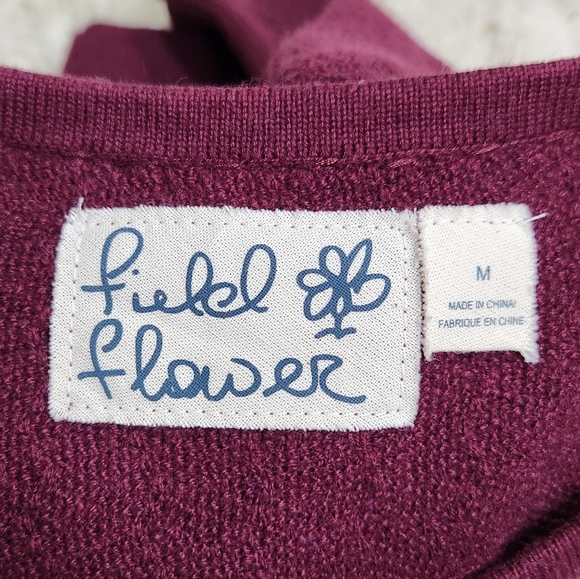 field
flower
M
MADE IN CHINA/
FABRIQUE EN CHINE